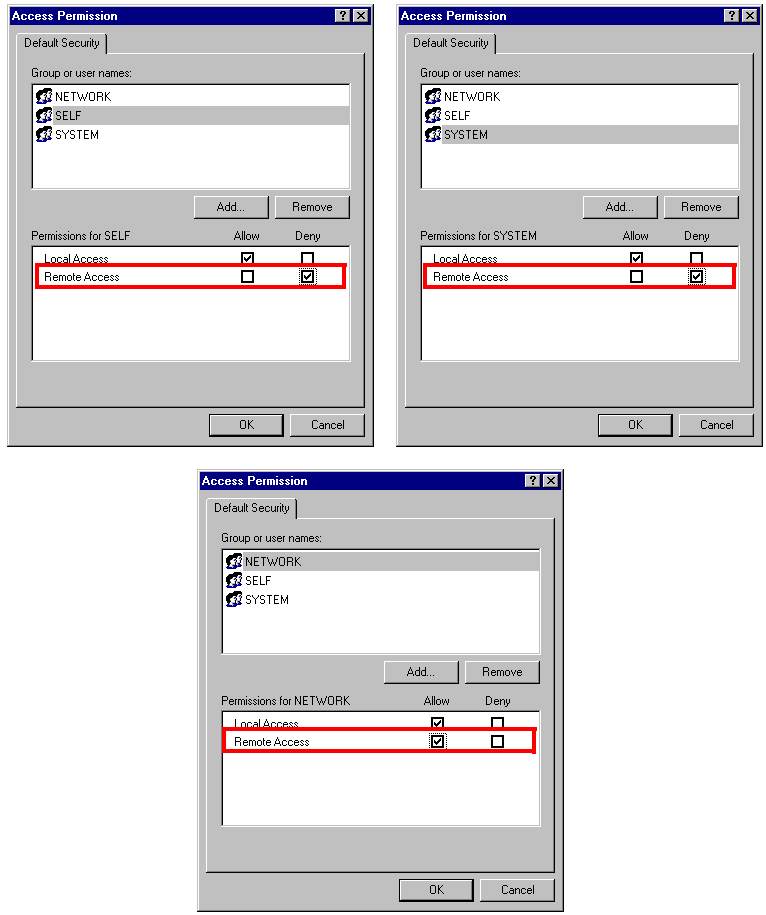 Access Permission
Default Security
Group or user names:
NETWORK
SELF
SYSTEM
Add...
Remove
Permissions for SELF
Allow
Deny
Local Access
Remote Access
OK
Cancel
Access Permission
Default Security
Group or user names:
NETWORK
SELF
SYSTEM
Add...
Remove
Permissions for SYSTEM
Allow
Deny
Local Access
Remote Access
OK
Cancel
Access Permission
Default Security
Group or user names:
NETWORK
SELF
SYSTEM
Add...
Remove
Permissions for NETWORK
Allow
Deny
Local Access
Remote Access
OK
Cancel